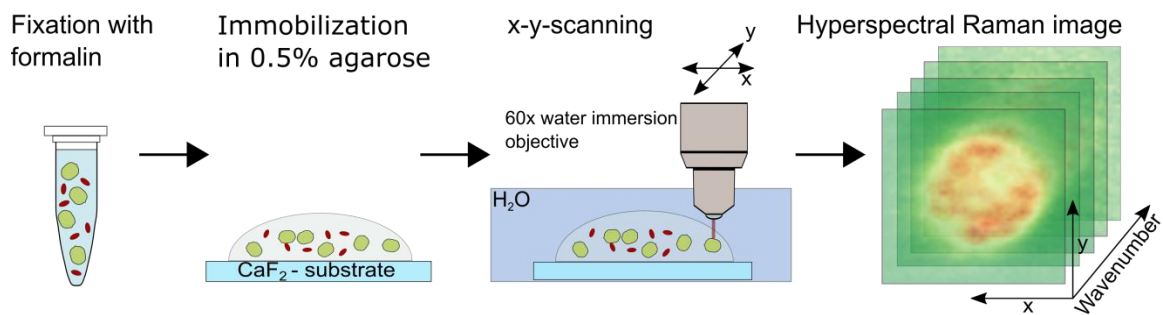 Fixation with
formalin
Immobilization
in 0.5% agarose
x-y-scanning
Hyperspectral Raman image
y
x
60x water immersion
objective
H₂O
CaF₂ - substrate
y
x
Wavenumber